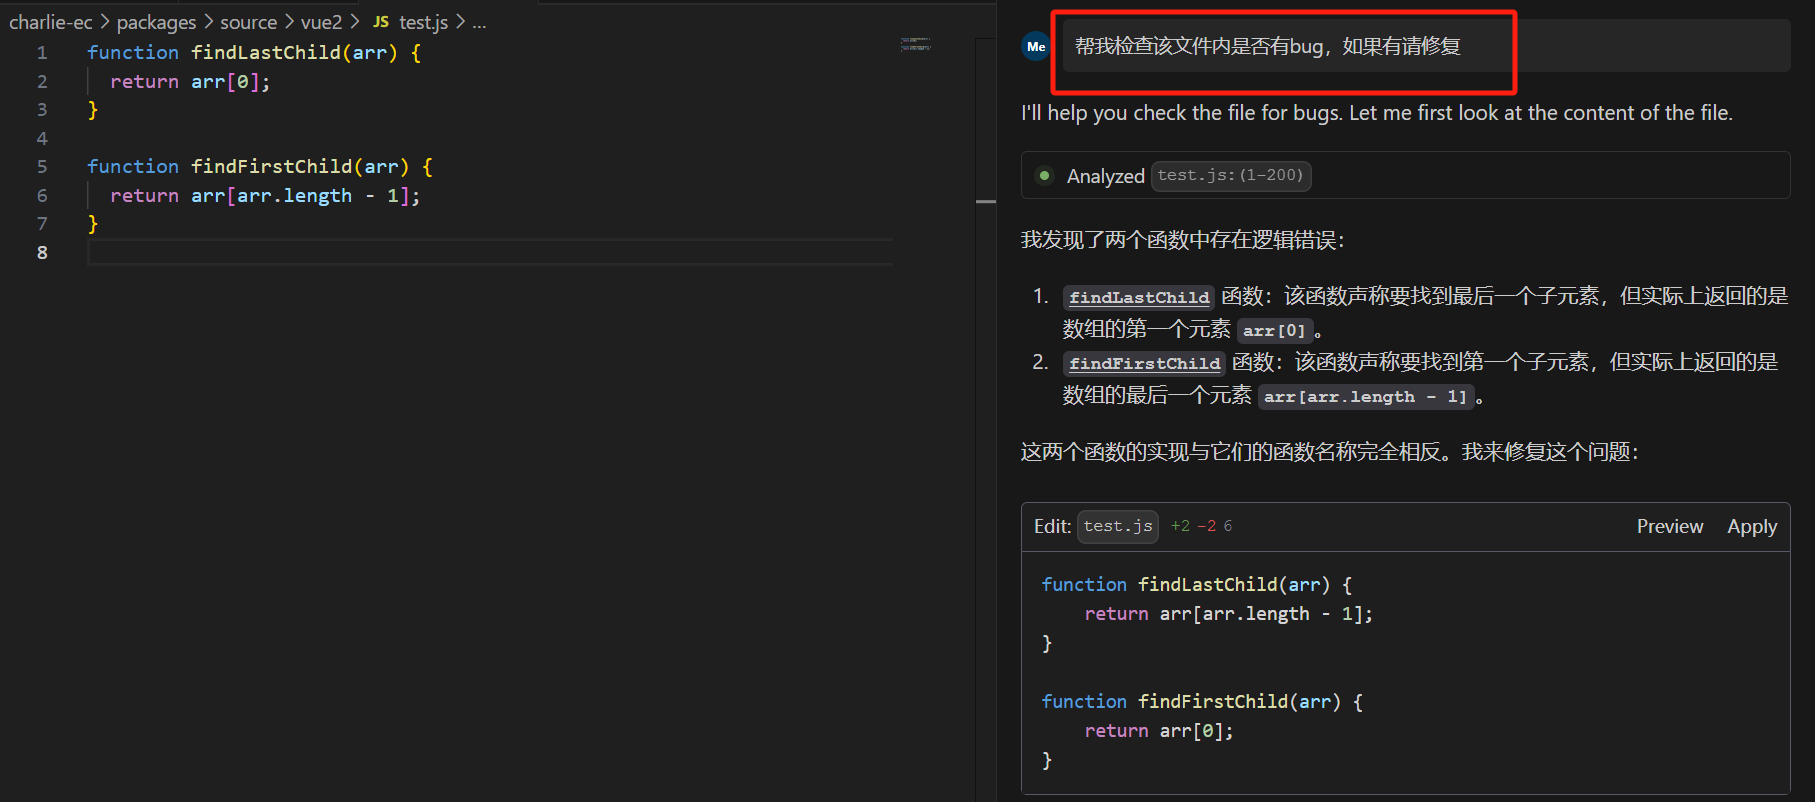 charlie-ec > packages > source > vue2 > JS test.js > ...
1 function findLastChild(arr) {
2 return arr[0];
3 }
4
5 function findFirstChild(arr) {
6 return arr[arr.length - 1];
7 }
8
Me 帮我检查该文件内是否有bug，如果有请修复
I'll help you check the file for bugs. Let me first look at the content of the file.
Analyzed test.js:(1-200)
我发现了两个函数中存在逻辑错误：
1. findLastChild 函数：该函数声称要找到最后一个子元素，但实际上返回的是
数组的第一个元素 arr[0]。
2. findFirstChild 函数：该函数声称要找到第一个子元素，但实际上返回的是
数组的最后一个元素 arr[arr.length - 1]。
这两个函数的实现与它们的函数名称完全相反。我来修复这个问题：
Edit: test.js +2 -2 6 Preview Apply
function findLastChild(arr) {
return arr[arr.length - 1];
}
function findFirstChild(arr) {
return arr[0];
}